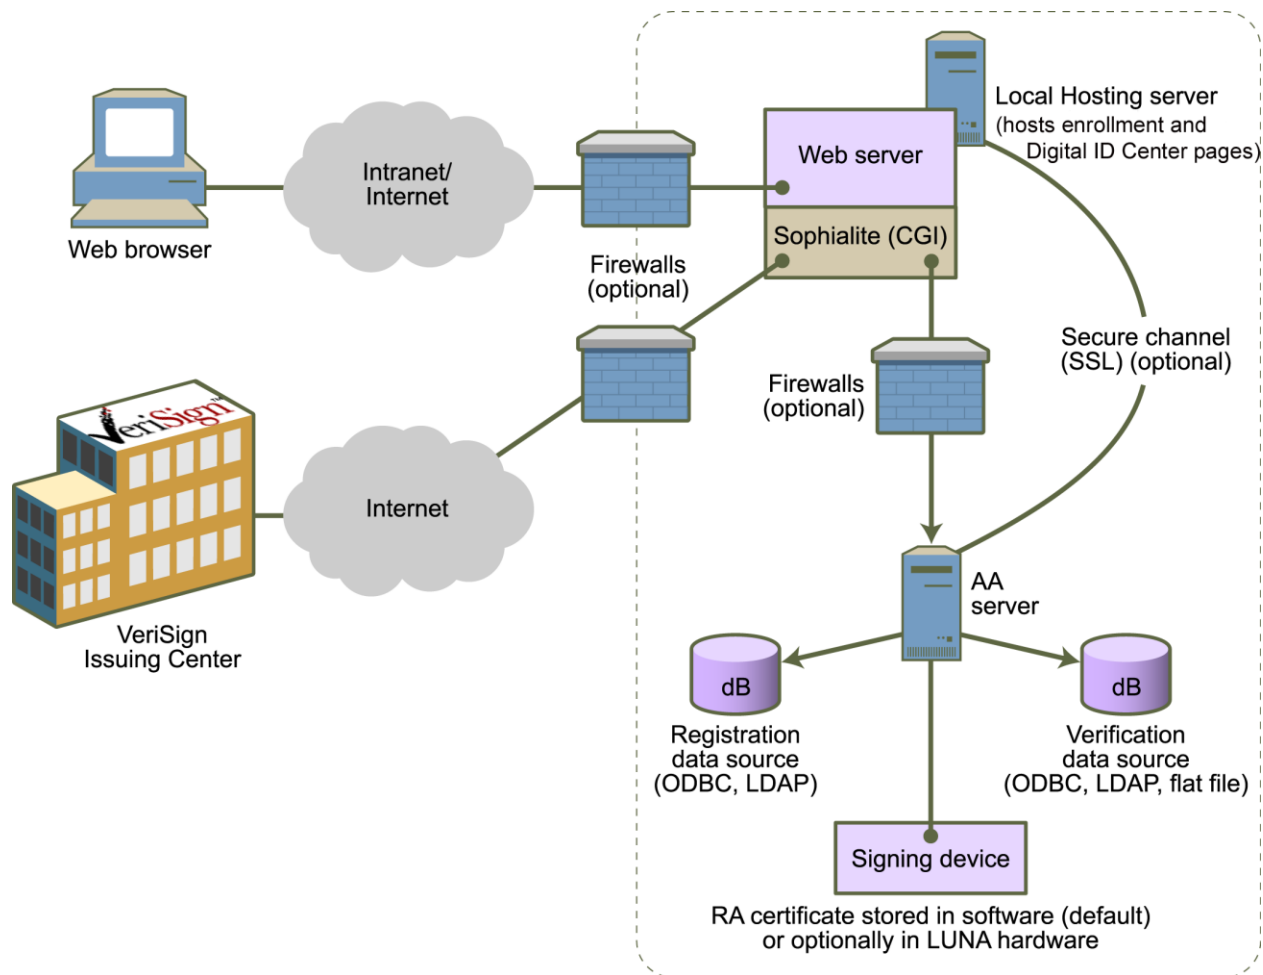 Local Hosting server
(hosts enrollment and
Digital ID Center pages)
Web server
Intranet/
Internet
Sophialite (CGI)
Web browser
Firewalls
(optional)
Secure channel
(SSL) (optional)
Firewalls
(optional)
VeriSign™
Internet
AA
server
VeriSign
Issuing Center
dB
dB
Registration
data source
(ODBC, LDAP)
Verification
data source
(ODBC, LDAP, flat file)
Signing device
RA certificate stored in software (default)
or optionally in LUNA hardware